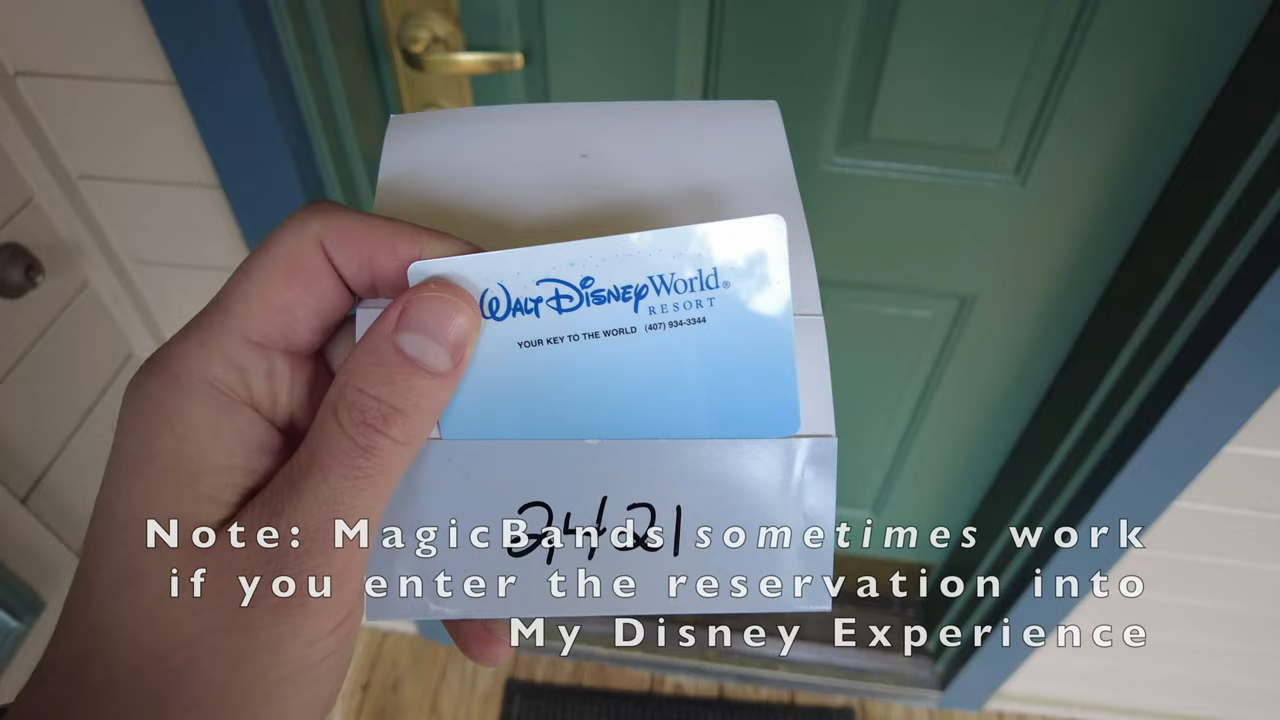 Walt Disney World®
RESORT
YOUR KEY TO THE WORLD (407) 934-3344
2421
Note: MagicBands sometimes work
if you enter the reservation into
My Disney Experience